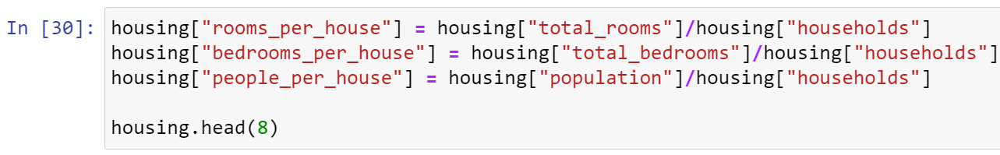 In [30]: housing["rooms_per_house"] = housing["total_rooms"]/housing["households"]
housing["bedrooms_per_house"] = housing["total_bedrooms"]/housing["households"]
housing["people_per_house"] = housing["population"]/housing["households"]
housing.head(8)